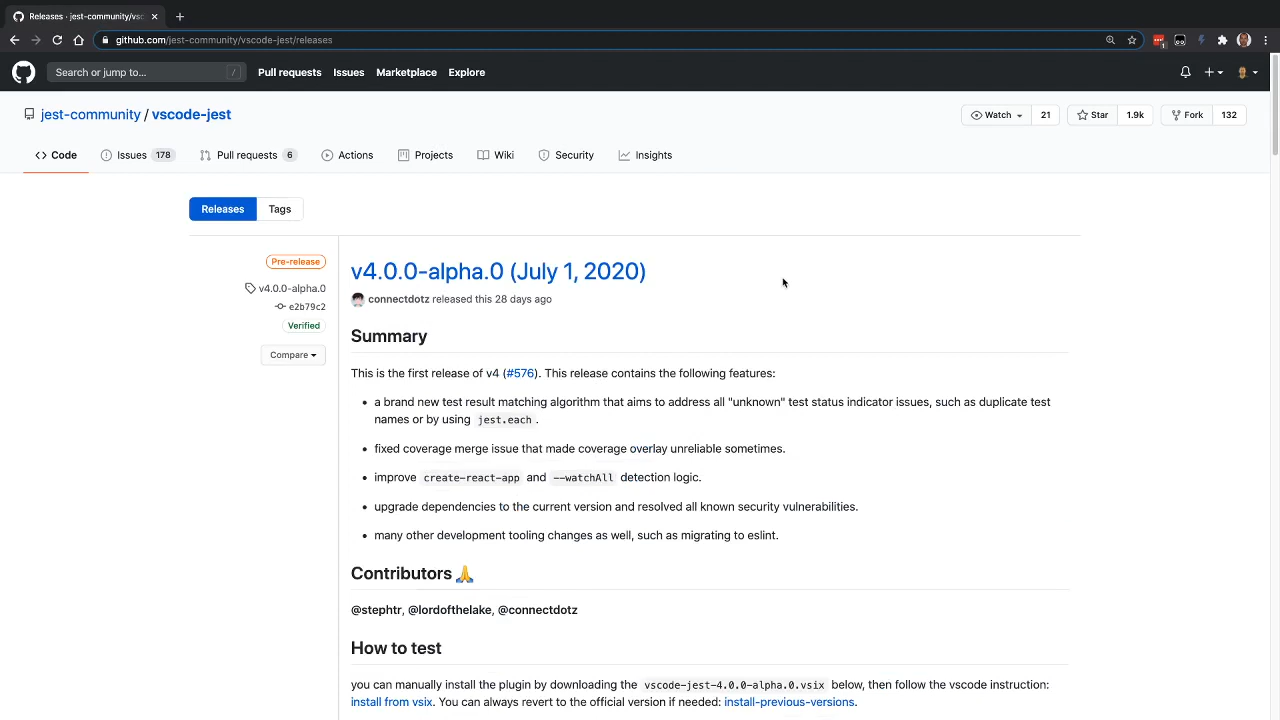 Releases · jest-community/vsc
github.com/jest-community/vscode-jest/releases
1
Search or jump to...
/
Pull requests
Issues
Marketplace
Explore
jest-community / vscode-jest
Watch
21
Star
1.9k
Fork
132
Code
Issues 178
Pull requests 6
Actions
Projects
Wiki
Security
Insights
Releases
Tags
Pre-release
v4.0.0-alpha.0
e2b79c2
Verified
Compare
v4.0.0-alpha.0 (July 1, 2020)
connectdotz released this 28 days ago
Summary
This is the first release of v4 (#576). This release contains the following features:
• a brand new test result matching algorithm that aims to address all "unknown" test status indicator issues, such as duplicate test
names or by using jest.each .
• fixed coverage merge issue that made coverage overlay unreliable sometimes.
• improve create-react-app and --watchAll detection logic.
• upgrade dependencies to the current version and resolved all known security vulnerabilities.
• many other development tooling changes as well, such as migrating to eslint.
Contributors 🙏
@stephtr, @lordofthelake, @connectdotz
How to test
you can manually install the plugin by downloading the vscode-jest-4.0.0-alpha.0.vsix below, then follow the vscode instruction:
install from vsix. You can always revert to the official version if needed: install-previous-versions.